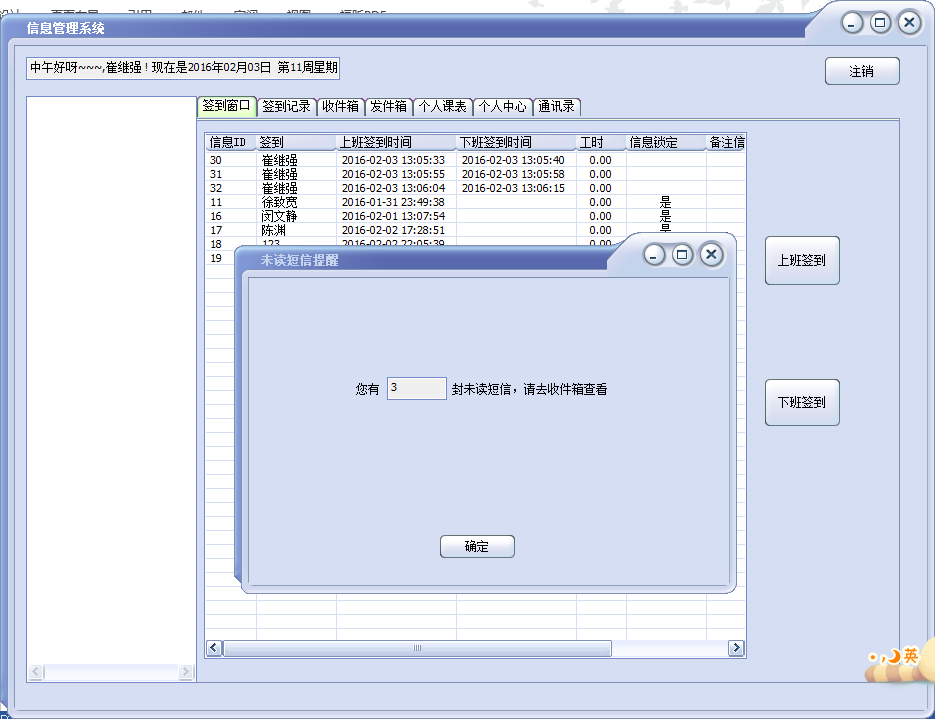 信息管理系统
中午好呀~~~,崔继强！现在是2016年02月03日 第11周星期
注销
签到窗口 签到记录 收件箱 发件箱 个人课表 个人中心 通讯录
信息ID 签到 上班签到时间 下班签到时间 工时 信息锁定 备注信
30 崔继强 2016-02-03 13:05:33 2016-02-03 13:05:40 0.00
31 崔继强 2016-02-03 13:05:55 2016-02-03 13:05:58 0.00
32 崔继强 2016-02-03 13:06:04 2016-02-03 13:06:15 0.00
11 徐致宽 2016-01-31 23:49:38 0.00 是
16 闵文静 2016-02-01 13:07:54 0.00 是
17 陈渊 2016-02-02 17:28:51 0.00 是
18 123 2016-02-02 22:05:39 0.00
19
上班签到
下班签到
未读短信提醒
您有 3 封未读短信，请去收件箱查看
确定
英